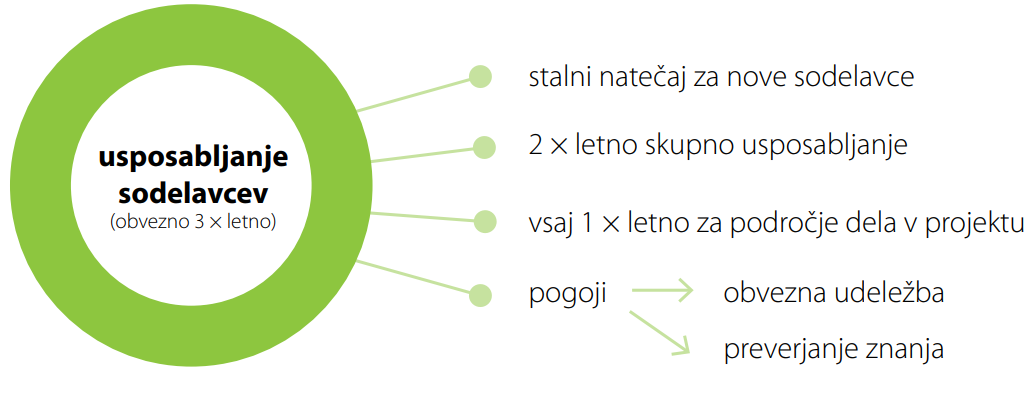 usposabljanje
sodelavcev
(obvezno 3 × letno)
stalni natečaj za nove sodelavce
2 × letno skupno usposabljanje
vsaj 1 × letno za področje dela v projektu
pogoji
obvezna udeležba
preverjanje znanja